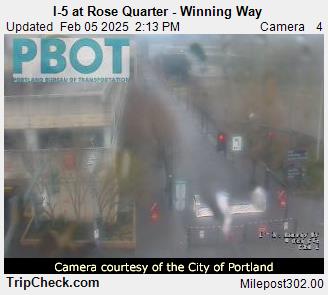 I-5 at Rose Quarter - Winning Way
Updated Feb 05 2025 2:13 PM Camera 4
PBOT
PORTLAND BUREAU OF TRANSPORTATION
Camera courtesy of the City of Portland
TripCheck.com Milepost302.00